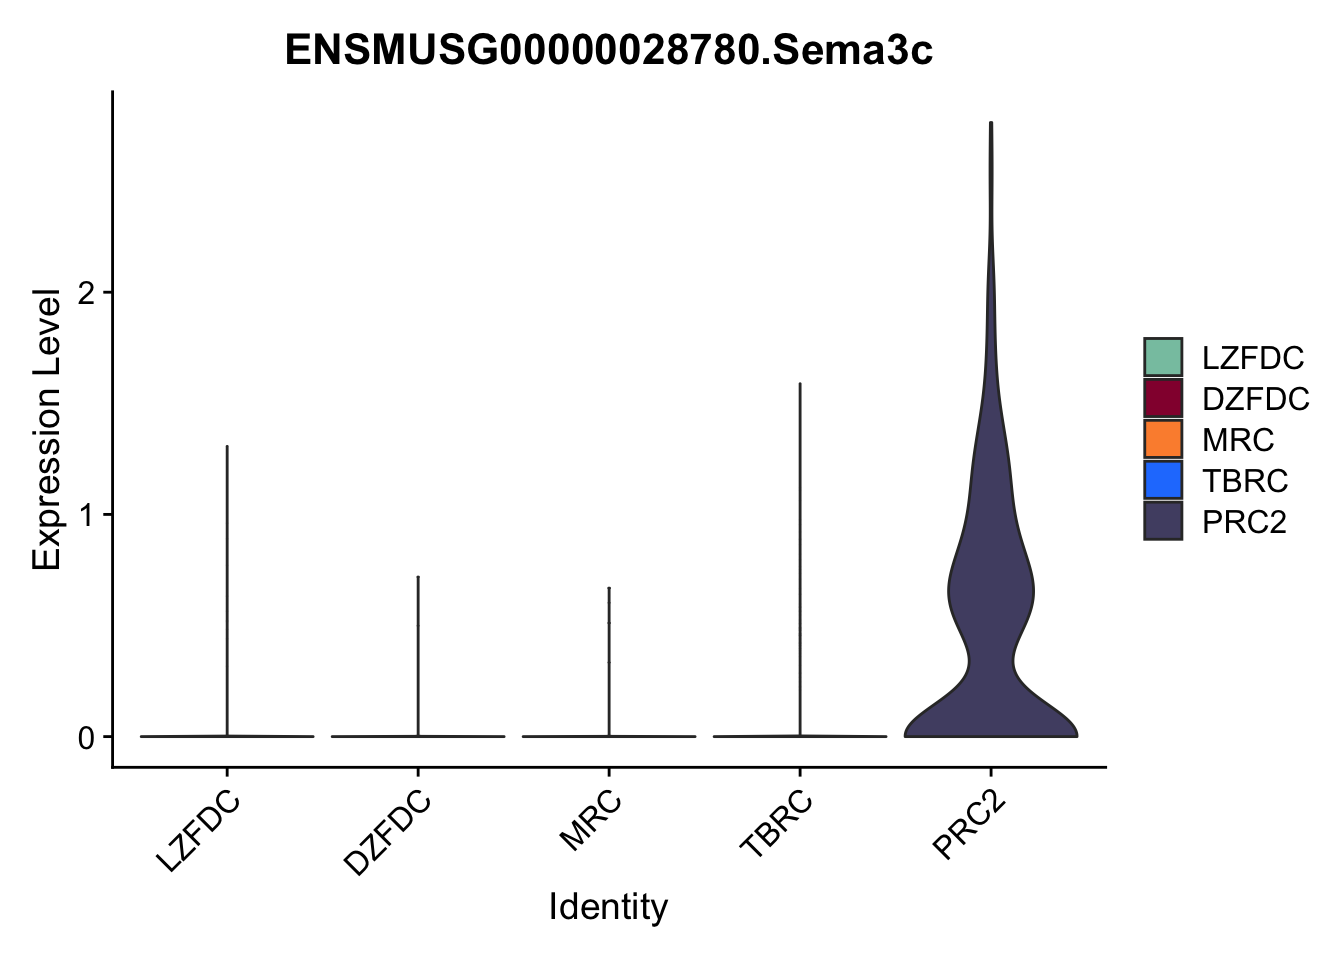 ENSMUSG00000028780.Sema3c
Expression Level
2
1
0
LZFDC
DZFDC
MRC
TBRC
PRC2
Identity
LZFDC
DZFDC
MRC
TBRC
PRC2